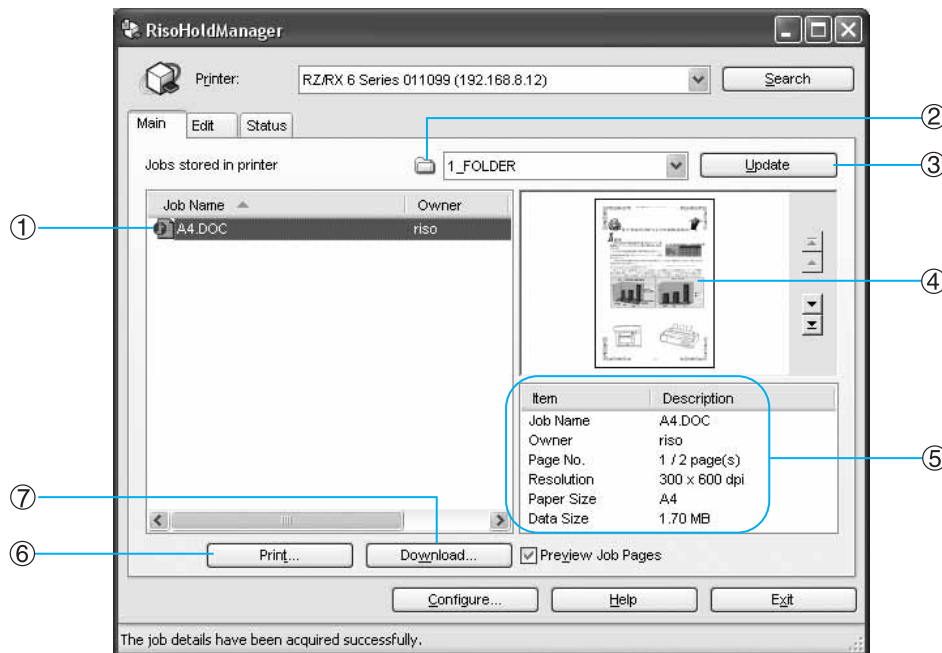 RisoHoldManager
Printer: RZ/RX 6 Series 011099 (192.168.8.12) Search
Main Edit Status
②
Jobs stored in printer 1_FOLDER Update ③
Job Name Owner
① A4.DOC riso
④
Item Description
Job Name A4.DOC
Owner riso
Page No. 1 / 2 page(s) ⑤
Resolution 300 x 600 dpi
⑦ Paper Size A4
Data Size 1.70 MB
⑥ Print... Download... Preview Job Pages
Configure... Help Exit
The job details have been acquired successfully.